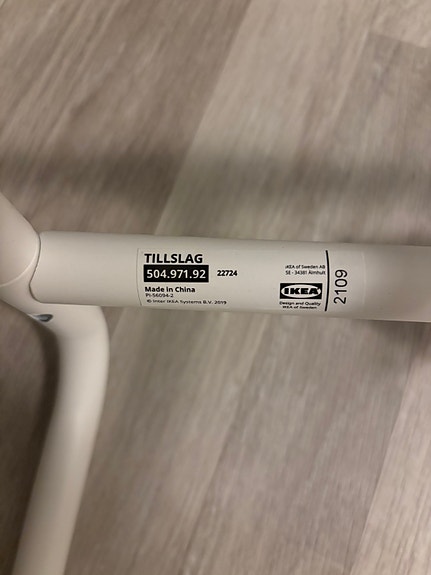 TILLSLAG
504.971.92 22724
Made in China
PI-56094-2
© Inter IKEA Systems B.V. 2019
IKEA of Sweden AB
SE - 34381 Älmhult
IKEA
Design and Quality
IKEA of Sweden
2109